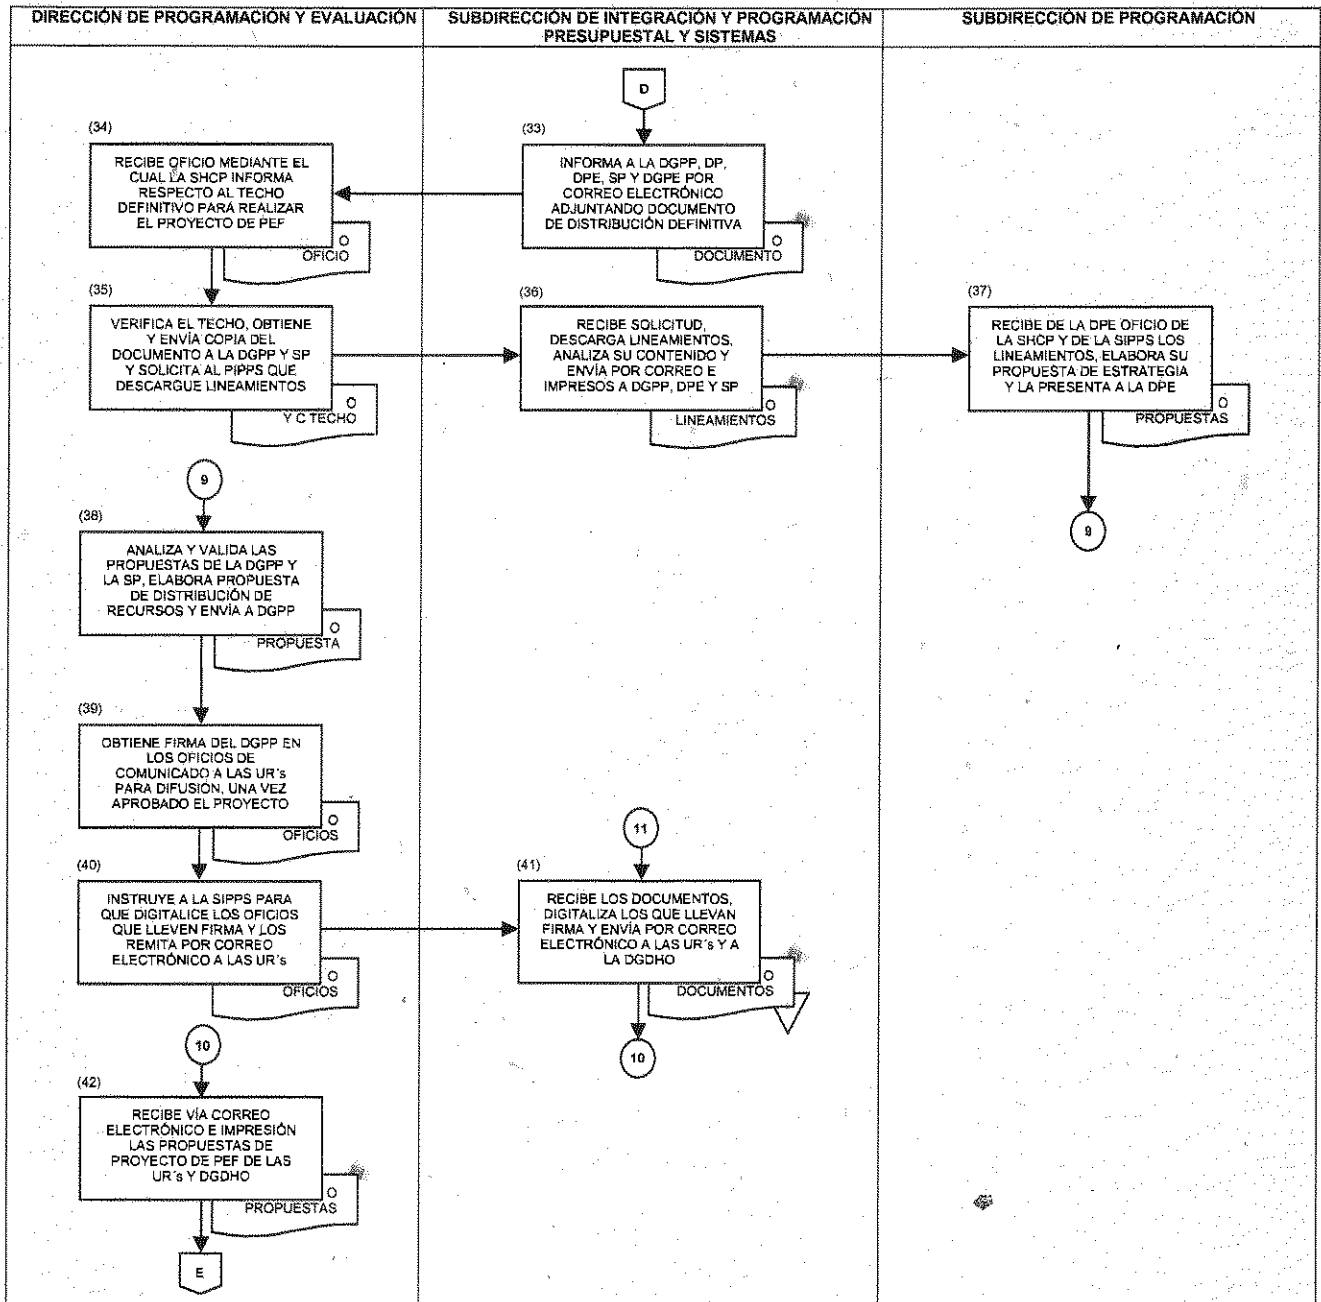 DIRECCIÓN DE PROGRAMACIÓN Y EVALUACIÓN
SUBDIRECCIÓN DE INTEGRACIÓN Y PROGRAMACIÓN
PRESUPUESTAL Y SISTEMAS
SUBDIRECCIÓN DE PROGRAMACIÓN
D
(33)
INFORMA A LA DGPP, DP,
DPE, SP Y DGPE POR
CORREO ELECTRÓNICO
ADJUNTANDO DOCUMENTO
DE DISTRIBUCIÓN DEFINITIVA
O
DOCUMENTO
(34)
RECIBE OFICIO MEDIANTE EL
CUAL LA SHCP INFORMA
RESPECTO AL TECHO
DEFINITIVO PARA REALIZAR
EL PROYECTO DE PEF
O
OFICIO
(35)
VERIFICA EL TECHO, OBTIENE
Y ENVÍA COPIA DEL
DOCUMENTO A LA DGPP Y SP
Y SOLICITA AL PIPPS QUE
DESCARGUE LINEAMIENTOS
O
Y C TECHO
(36)
RECIBE SOLICITUD,
DESCARGA LINEAMIENTOS,
ANALIZA SU CONTENIDO Y
ENVÍA POR CORREO E
IMPRESOS A DGPP, DPE Y SP
O
LINEAMIENTOS
(37)
RECIBE DE LA DPE OFICIO DE
LA SHCP Y DE LA SIPPS LOS
LINEAMIENTOS, ELABORA SU
PROPUESTA DE ESTRATEGIA
Y LA PRESENTA A LA DPE
O
PROPUESTAS
9
9
(38)
ANALIZA Y VALIDA LAS
PROPUESTAS DE LA DGPP Y
LA SP, ELABORA PROPUESTA
DE DISTRIBUCIÓN DE
RECURSOS Y ENVÍA A DGPP
O
PROPUESTA
(39)
OBTIENE FIRMA DEL DGPP EN
LOS OFICIOS DE
COMUNICADO A LAS UR´s
PARA DIFUSIÓN, UNA VEZ
APROBADO EL PROYECTO
O
OFICIOS
(40)
INSTRUYE A LA SIPPS PARA
QUE DIGITALICE LOS OFICIOS
QUE LLEVEN FIRMA Y LOS
REMITA POR CORREO
ELECTRÓNICO A LAS UR´s
O
OFICIOS
11
(41)
RECIBE LOS DOCUMENTOS,
DIGITALIZA LOS QUE LLEVAN
FIRMA Y ENVÍA POR CORREO
ELECTRÓNICO A LAS UR´s Y A
LA DGDHO
O
DOCUMENTOS
10
10
(42)
RECIBE VÍA CORREO
ELECTRÓNICO E IMPRESIÓN
LAS PROPUESTAS DE
PROYECTO DE PEF DE LAS
UR´s Y DGDHO
O
PROPUESTAS
E